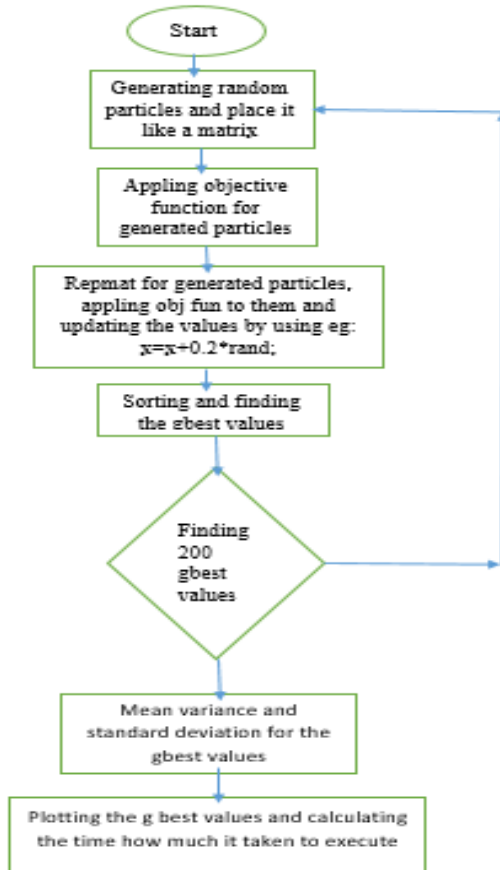 Start
Generating random
particles and place it
like a matrix
Appling objective
function for
generated particles
Repmat for generated particles,
appling obj fun to them and
updating the values by using eg:
x=x+0.2*rand;
Sorting and finding
the gbest values
Finding
200
gbest
values
Mean variance and
standard deviation for the
gbest values
Plotting the g best values and calculating
the time how much it taken to execute